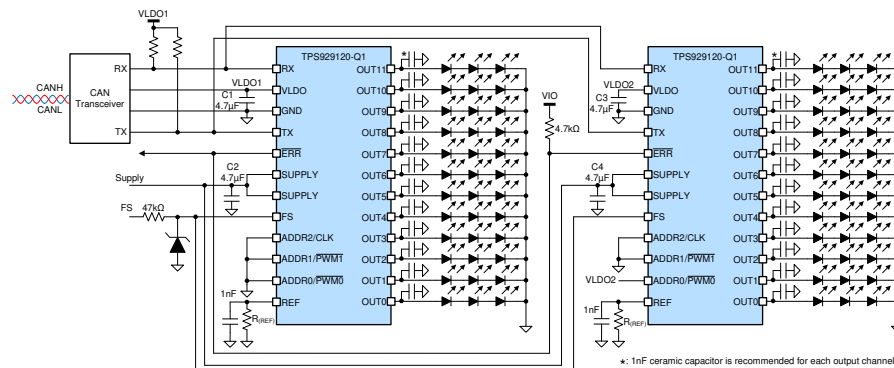 VLDO1
TPS929120-Q1
TPS929120-Q1
CAN
Transceiver
RX
TX
CANH
CANL
VLDO1
C1
4.7µF
RX
VLDO
GND
TX
ERR
SUPPLY
SUPPLY
FS
ADDR2/CLK
ADDR1/PWM1
ADDR0/PWM0
REF
OUT11
OUT10
OUT9
OUT8
OUT7
OUT6
OUT5
OUT4
OUT3
OUT2
OUT1
OUT0
*
Supply
C2
4.7µF
FS
47kΩ
1nF
R(REF)
VIO
4.7kΩ
VLDO2
C3
4.7µF
C4
4.7µF
VLDO2
1nF
R(REF)
RX
VLDO
GND
TX
ERR
SUPPLY
SUPPLY
FS
ADDR2/CLK
ADDR1/PWM1
ADDR0/PWM0
REF
OUT11
OUT10
OUT9
OUT8
OUT7
OUT6
OUT5
OUT4
OUT3
OUT2
OUT1
OUT0
*
*: 1nF ceramic capacitor is recommended for each output channel